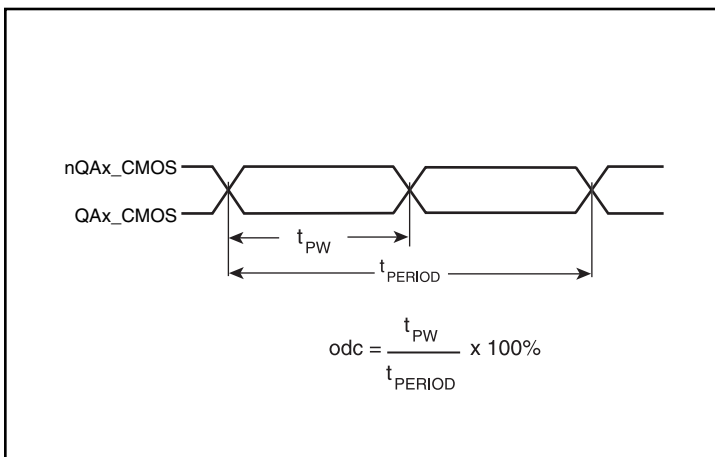 nQAx_CMOS
QAx_CMOS
tPW
tPERIOD
odc = tPW / tPERIOD x 100%